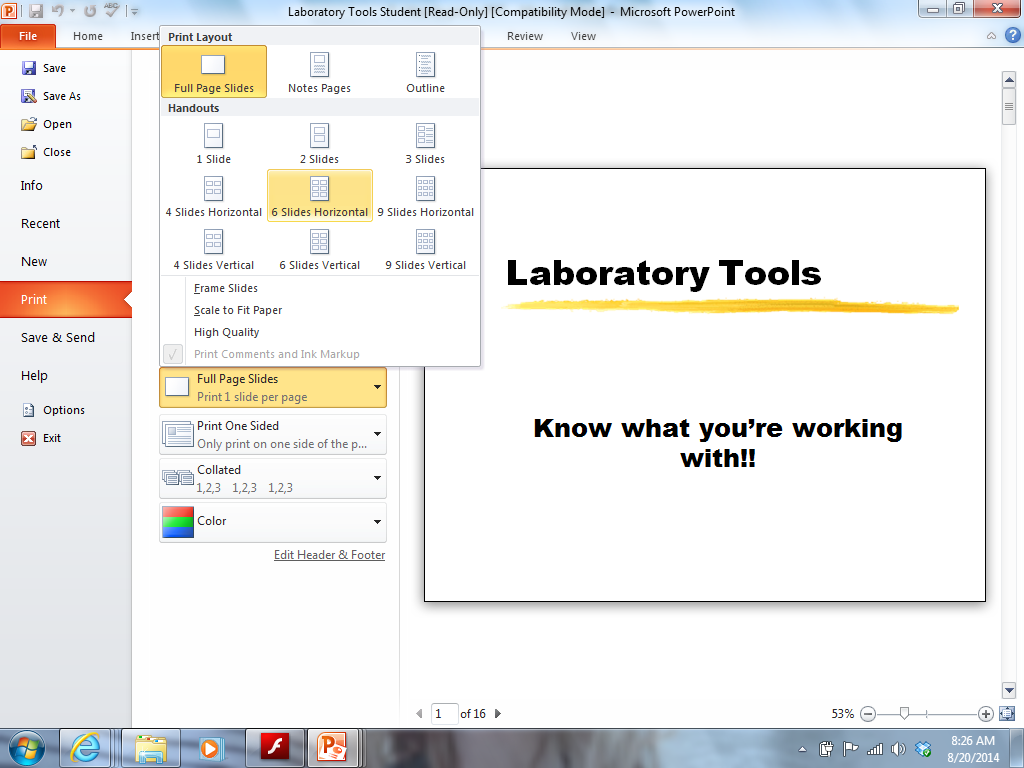 Laboratory Tools Student [Read-Only] [Compatibility Mode] - Microsoft PowerPoint
File Home Insert Review View
Save
Save As
Open
Close
Info
Recent
New
Print
Save & Send
Help
Options
Exit
Print Layout
Full Page Slides Notes Pages Outline
Handouts
1 Slide 2 Slides 3 Slides
4 Slides Horizontal 6 Slides Horizontal 9 Slides Horizontal
4 Slides Vertical 6 Slides Vertical 9 Slides Vertical
Frame Slides
Scale to Fit Paper
High Quality
Print Comments and Ink Markup
Full Page Slides
Print 1 slide per page
Print One Sided
Only print on one side of the p...
Collated
1,2,3 1,2,3 1,2,3
Color
Edit Header & Footer
Laboratory Tools
Know what you’re working
with!!
1 of 16
53%
8:26 AM
8/20/2014